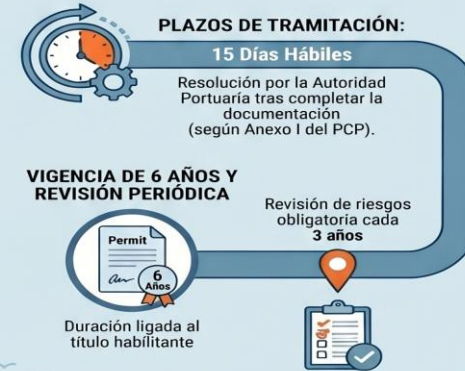 PLAZOS DE TRAMITACIÓN:
15 Días Hábiles
Resolución por la Autoridad
Portuaría tras completar la
documentación
(según Anexo I del PCP).
VIGENCIA DE 6 AÑOS Y
REVISIÓN PERIÓDICA
Permit
6
Años
Duración ligada al
título habílitante
Revisión de riesgos
obligatoria cada
3 años